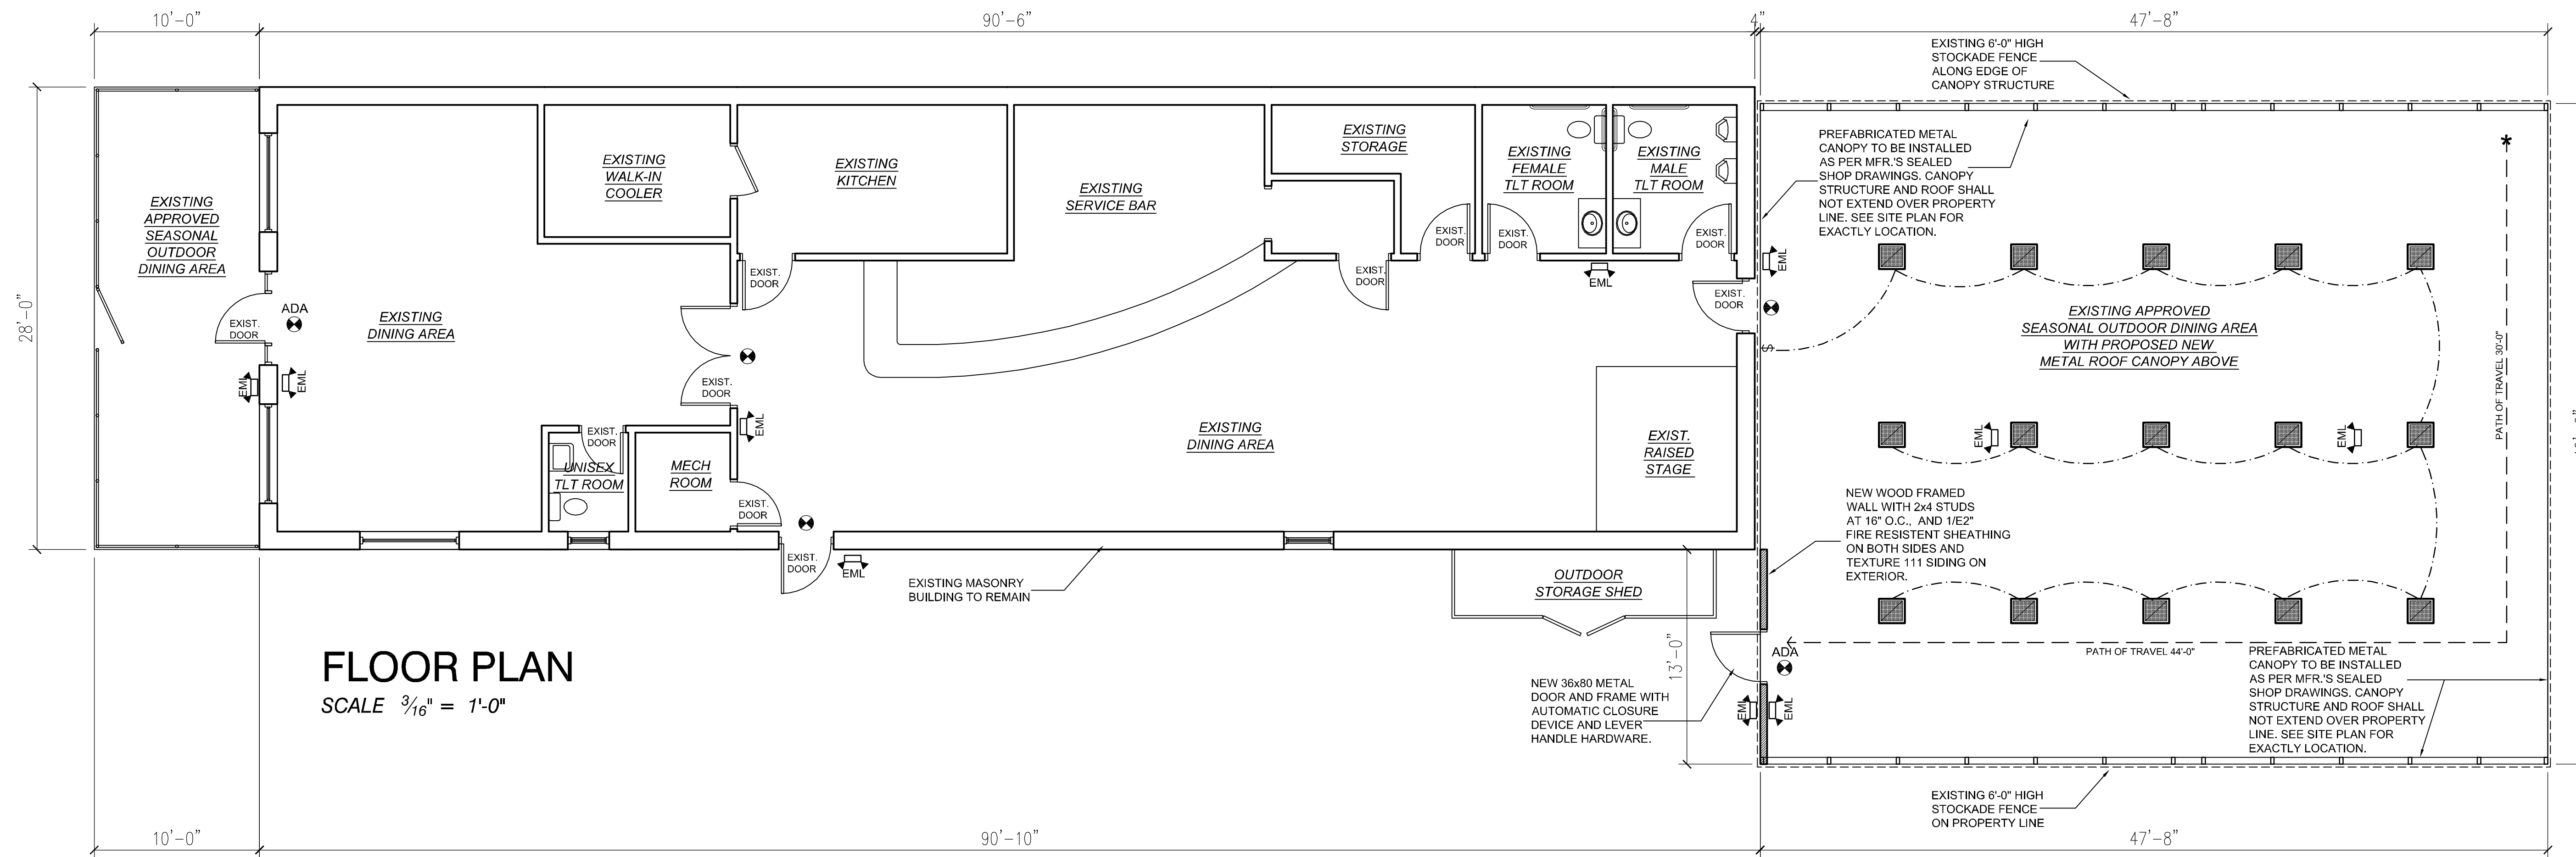 10'-0"
90'-6"
4"
47'-8"
EXISTING 6'-0" HIGH
STOCKADE FENCE
ALONG EDGE OF
CANOPY STRUCTURE
PREFABRICATED METAL
CANOPY TO BE INSTALLED
AS PER MFR.'S SEALED
SHOP DRAWINGS. CANOPY
STRUCTURE AND ROOF SHALL
NOT EXTEND OVER PROPERTY
LINE. SEE SITE PLAN FOR
EXACTLY LOCATION.
28'-0"
EXISTING
APPROVED
SEASONAL
OUTDOOR
DINING AREA
EXIST.
DOOR
ADA
EML
EML
EXISTING
DINING AREA
EXISTING
WALK-IN
COOLER
EXISTING
KITCHEN
EXISTING
SERVICE BAR
EXISTING
STORAGE
EXISTING
FEMALE
TLT ROOM
EXISTING
MALE
TLT ROOM
EXIST.
DOOR
EXIST.
DOOR
EXIST.
DOOR
EXIST.
DOOR
EXIST.
DOOR
EML
EML
EXIST.
DOOR
S
EXISTING APPROVED
SEASONAL OUTDOOR DINING AREA
WITH PROPOSED NEW
METAL ROOF CANOPY ABOVE
*
PATH OF TRAVEL 30'-0"
EXIST.
DOOR
EML
EXIST.
DOOR
UNISEX
TLT ROOM
MECH
ROOM
EXIST.
DOOR
EXISTING
DINING AREA
EXIST.
RAISED
STAGE
EML
EML
NEW WOOD FRAMED
WALL WITH 2x4 STUDS
AT 16" O.C., AND 1/E2"
FIRE RESISTENT SHEATHING
ON BOTH SIDES AND
TEXTURE 111 SIDING ON
EXTERIOR.
EXIST.
DOOR
EML
EXISTING MASONRY
BUILDING TO REMAIN
OUTDOOR
STORAGE SHED
13'-0"
ADA
PATH OF TRAVEL 44'-0"
PREFABRICATED METAL
CANOPY TO BE INSTALLED
AS PER MFR.'S SEALED
SHOP DRAWINGS. CANOPY
STRUCTURE AND ROOF SHALL
NOT EXTEND OVER PROPERTY
LINE. SEE SITE PLAN FOR
EXACTLY LOCATION.
NEW 36x80 METAL
DOOR AND FRAME WITH
AUTOMATIC CLOSURE
DEVICE AND LEVER
HANDLE HARDWARE.
EML
EML
FLOOR PLAN
SCALE 3/16" = 1'-0"
EXISTING 6'-0" HIGH
STOCKADE FENCE
ON PROPERTY LINE
10'-0"
90'-10"
47'-8"